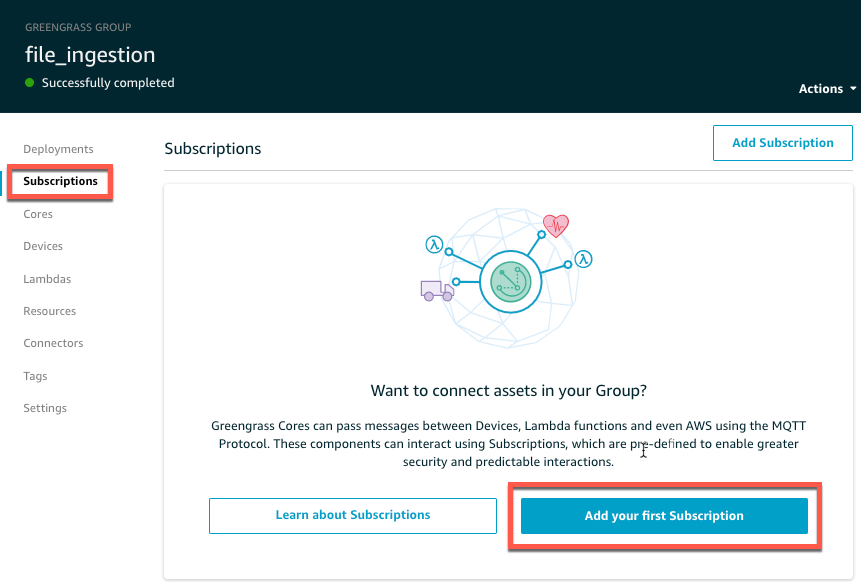 GREENGRASS GROUP
file_ingestion
Successfully completed
Actions
Deployments
Subscriptions
Cores
Devices
Lambdas
Resources
Connectors
Tags
Settings
Subscriptions
Add Subscription
λ
λ
Want to connect assets in your Group?
Greengrass Cores can pass messages between Devices, Lambda functions and even AWS using the MQTT
Protocol. These components can interact using Subscriptions, which are pre-defined to enable greater
security and predictable interactions.
Learn about Subscriptions
Add your first Subscription